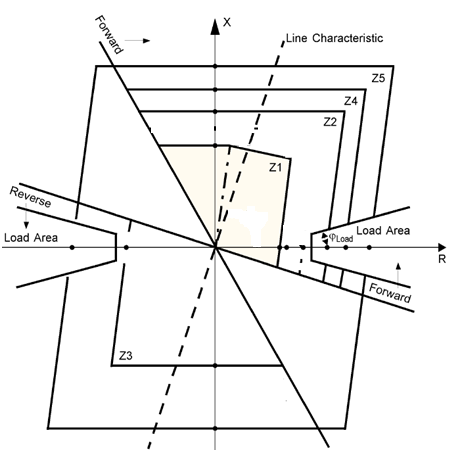 Forward
X
Line Characteristic
Z5
Z4
Z2
Z1
Reverse
Load Area
φLoad
Load Area
R
Forward
Z3